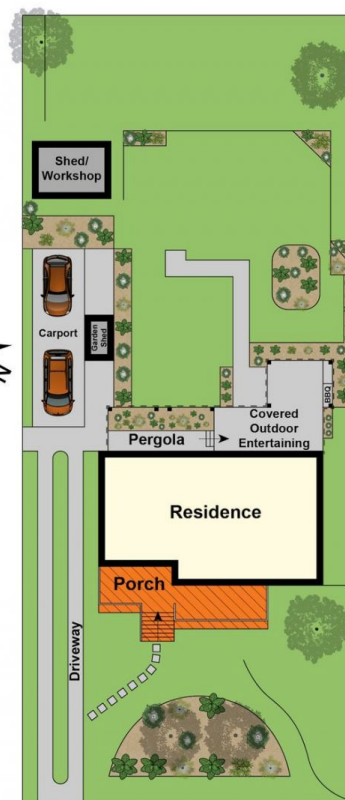 Shed/
Workshop
Carport
Garden
Shed
N
BBQ
Covered
Outdoor
Entertaining
Pergola
Residence
Porch
Driveway